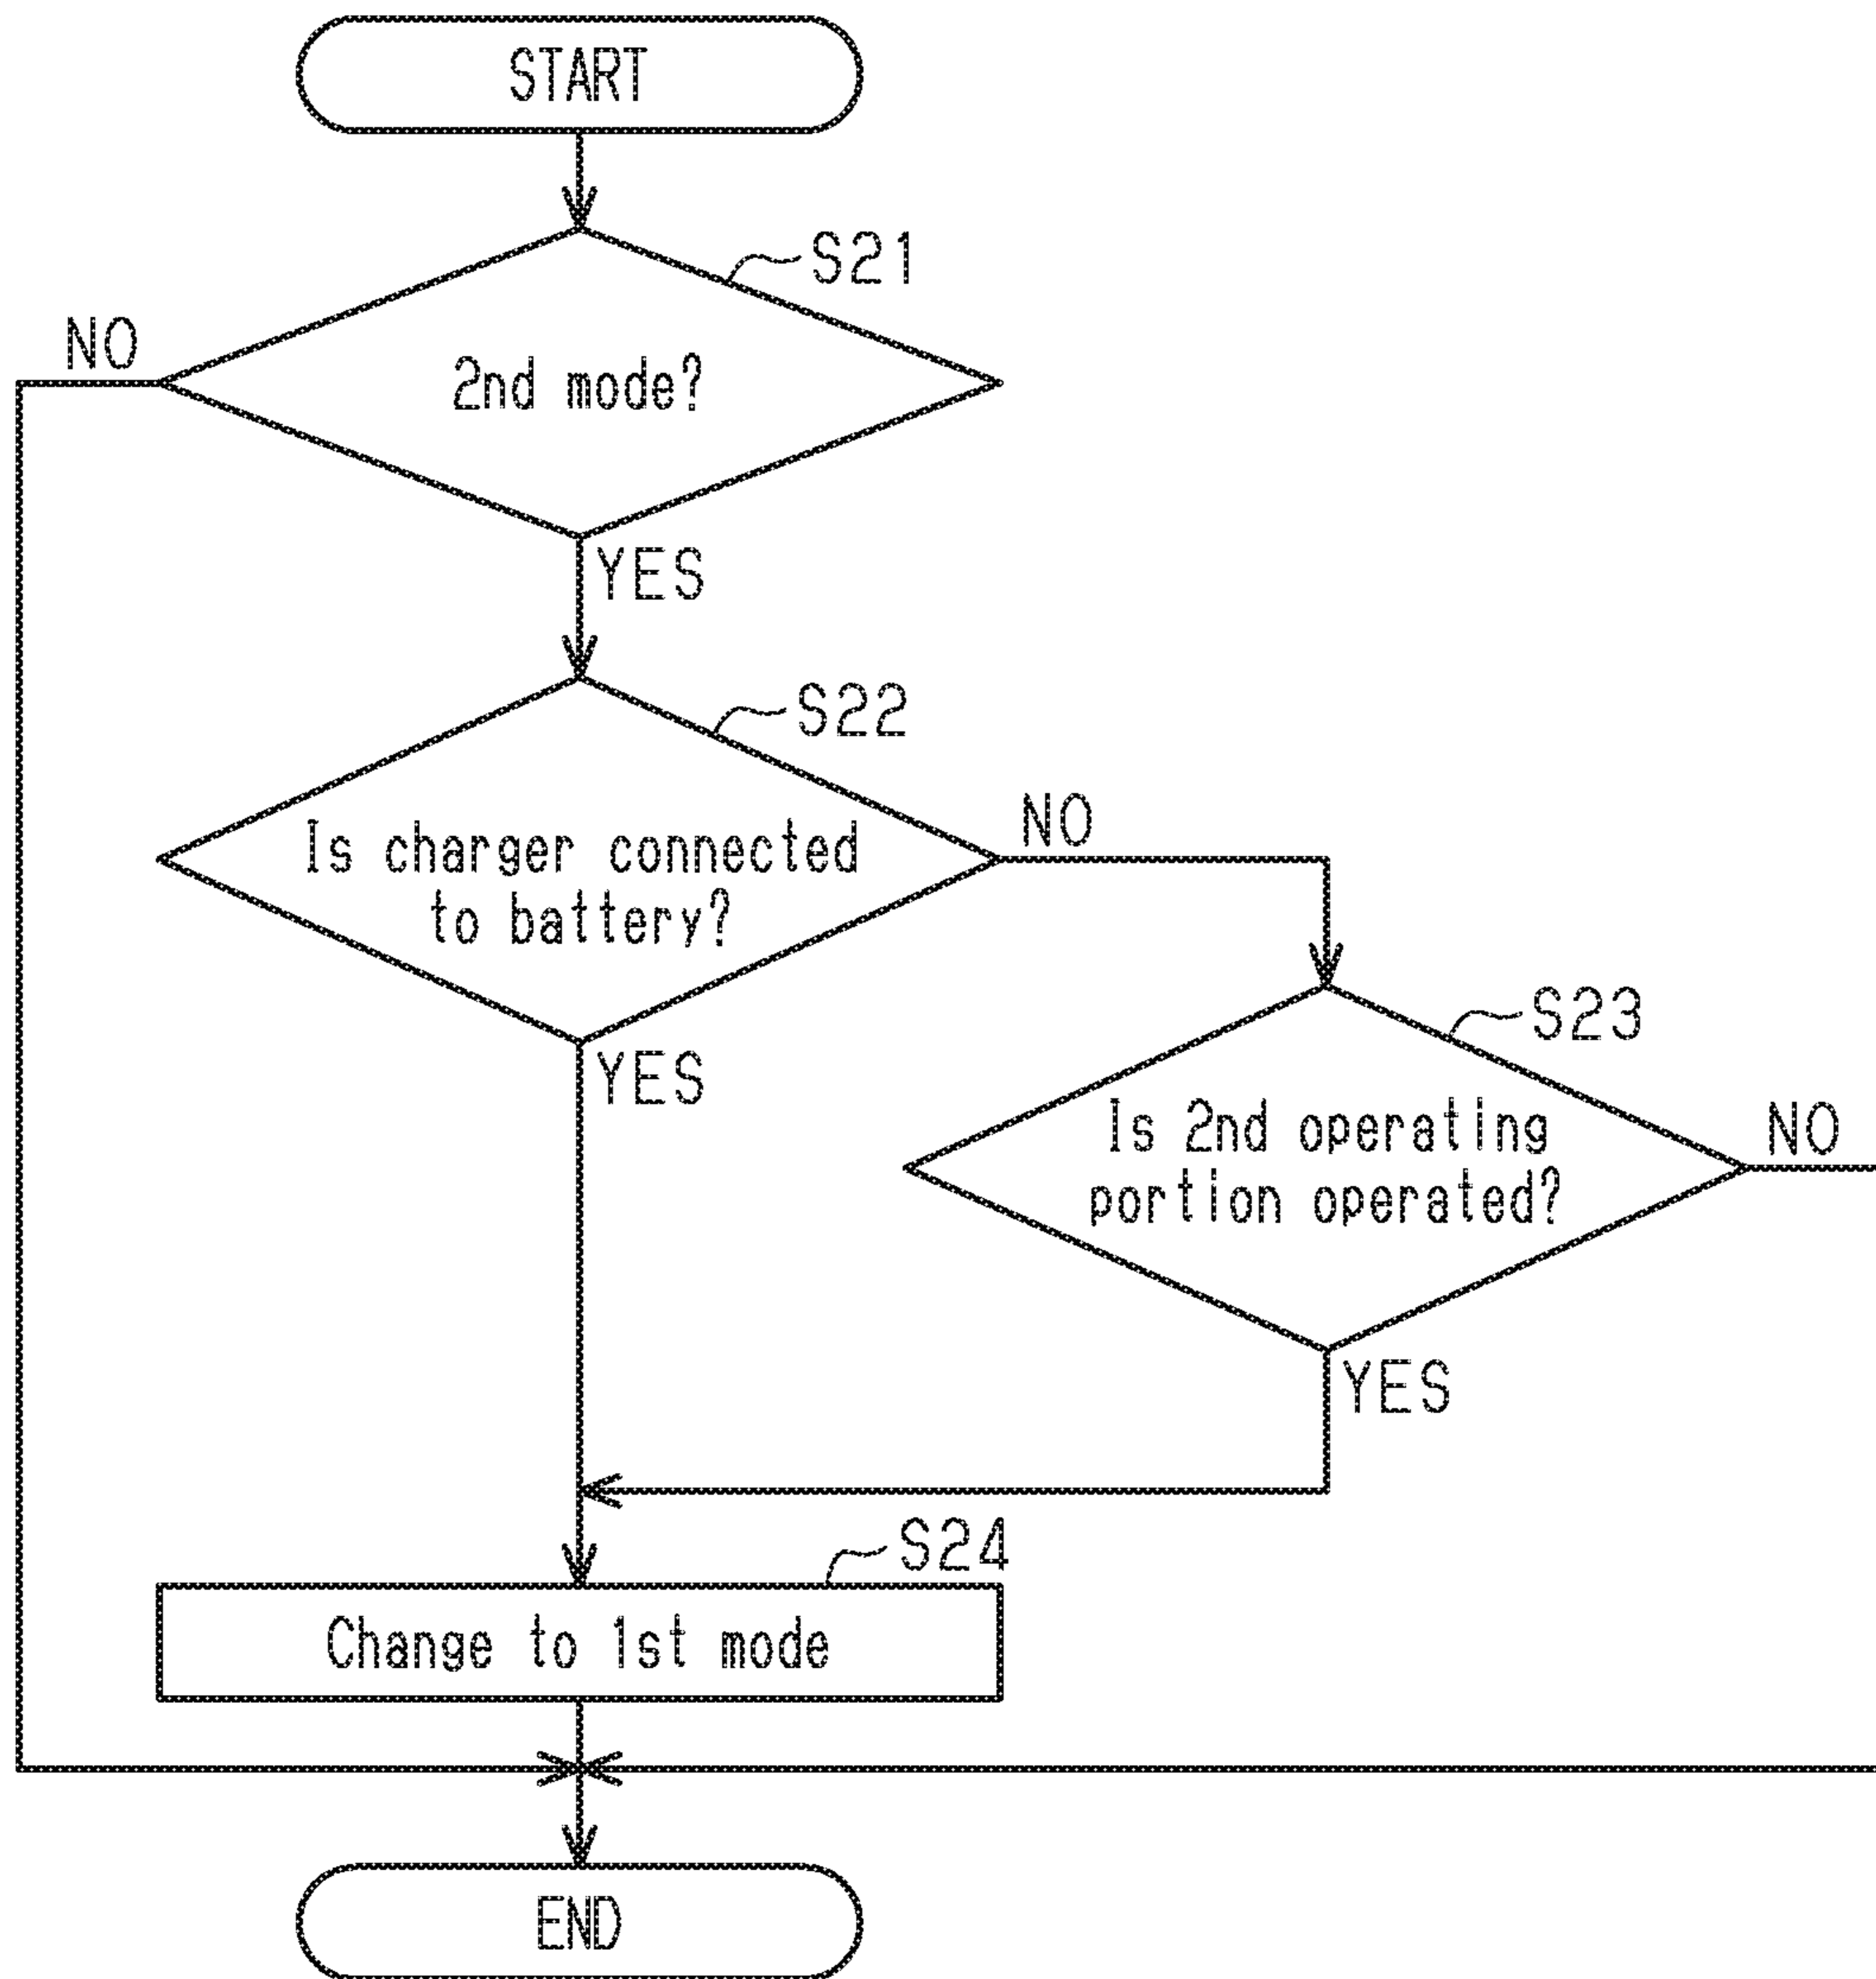 START
S21
NO
2nd mode?
YES
S22
NO
Is charger connected
to battery?
YES
S23
NO
Is 2nd operating
portion operated?
YES
S24
Change to 1st mode
END